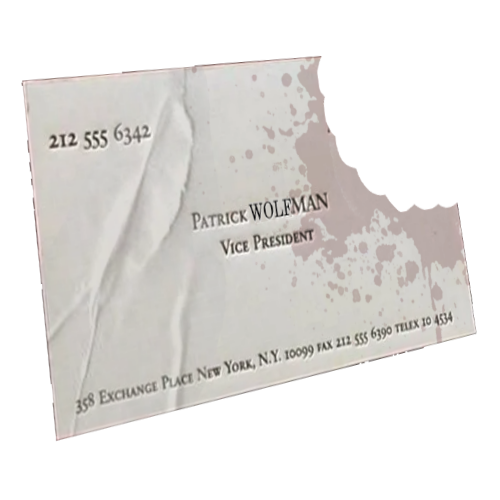 212 555 6342
PATRICK WOLFMAN
VICE PRESIDENT
358 EXCHANGE PLACE NEW YORK, N.Y. 10099 FAX 212 555 6390 TELEX 10 4534